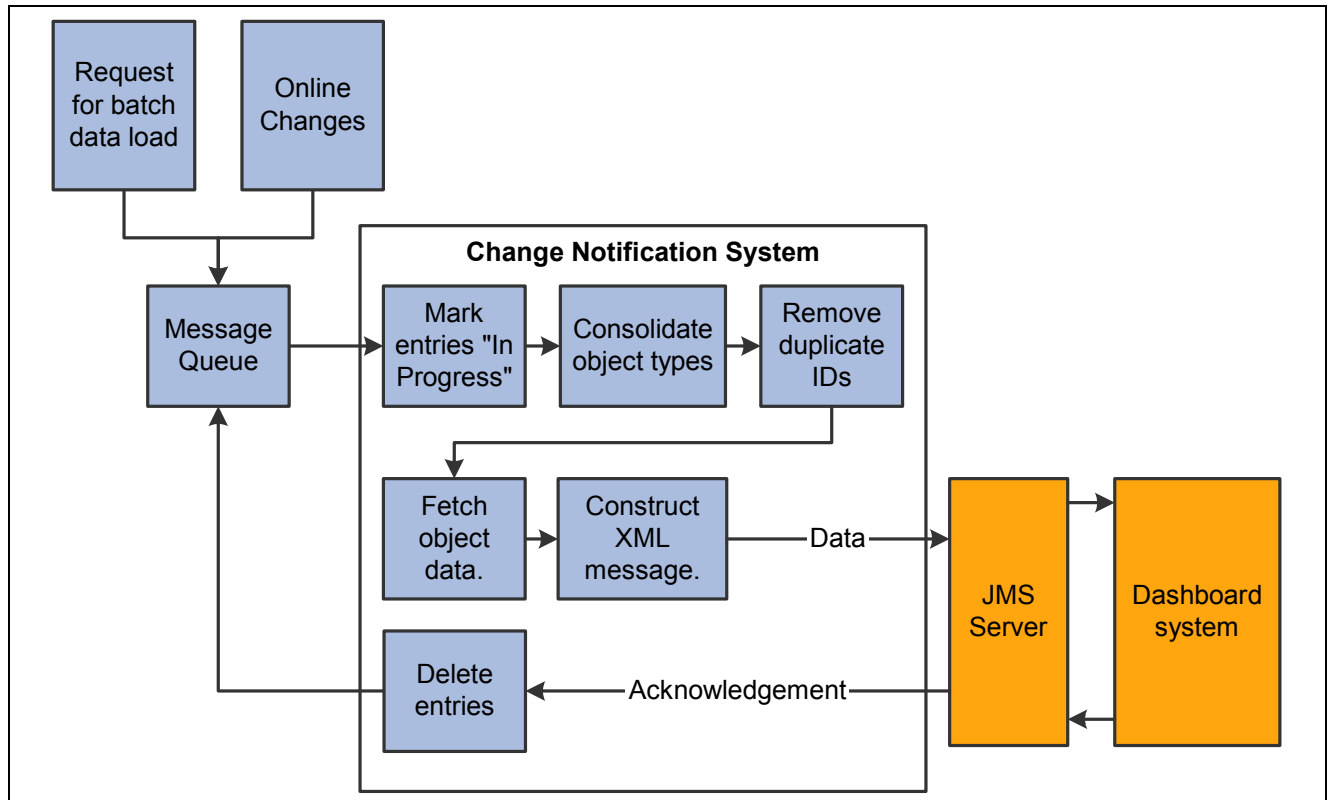 Request
for batch
data load
Online
Changes
Change Notification System
Message
Queue
Mark
entries "In
Progress"
Consolidate
object types
Remove
duplicate
IDs
Fetch
object
data.
Construct
XML
message.
Data
JMS
Server
Dashboard
system
Delete
entries
Acknowledgement